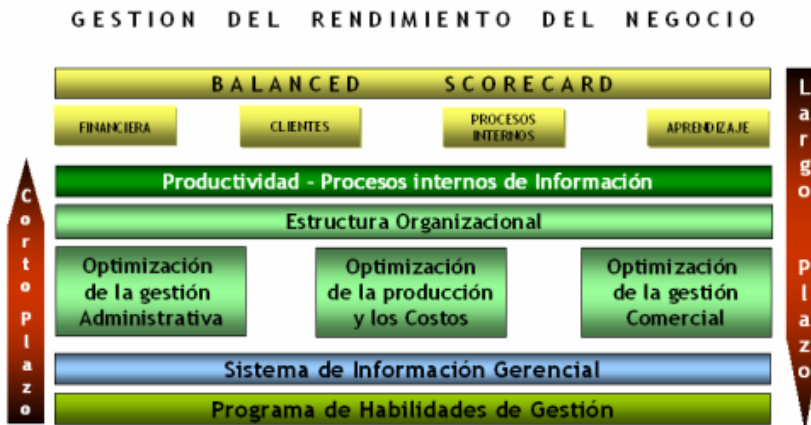 GESTION DEL RENDIMIENTO DEL NEGOCIO
BALANCED SCORECARD
FINANCIERA
CLIENTES
PROCESOS
INTERNOS
APRENDIZAJE
Productividad - Procesos internos de Información
Estructura Organizacional
Optimización
de la gestión
Administrativa
Optimización
de la producción
y los Costos
Optimización
de la gestión
Comercial
Sistema de Información Gerencial
Programa de Habilidades de Gestión
Corto Plazo
Largo Plazo